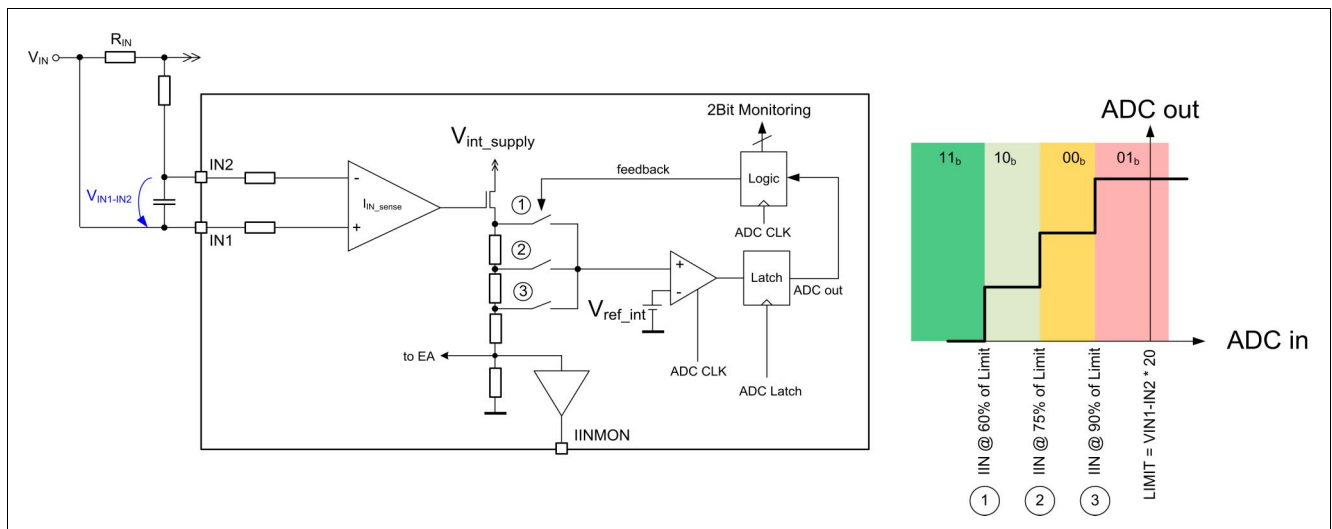 R_IN
V_IN
IN2
V_IN1-IN2
IN1
I_IN_sense
-
+
V_int_supply
①
②
③
feedback
2Bit Monitoring
Logic
ADC CLK
+
-
V_ref_int
Latch
ADC out
ADC CLK
ADC Latch
to EA
IINMON
ADC out
11_b
10_b
00_b
01_b
ADC in
IIN @ 60% of Limit
IIN @ 75% of Limit
IIN @ 90% of Limit
LIMIT = VIN1-IN2 * 20
①
②
③